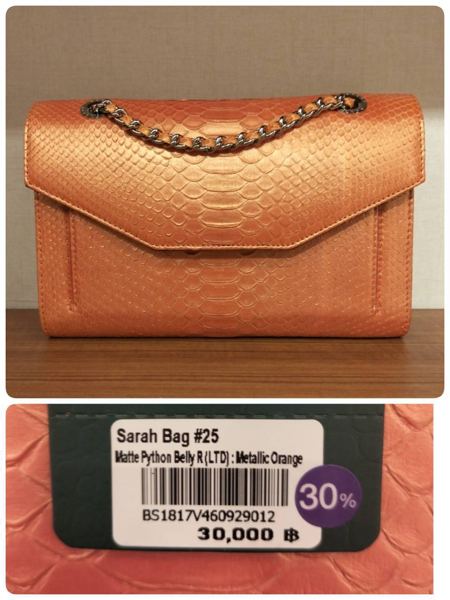 Sarah Bag #25
Matte Python Belly R (LTD) : Metallic Orange
30%
BS1817V460929012
30,000 ฿